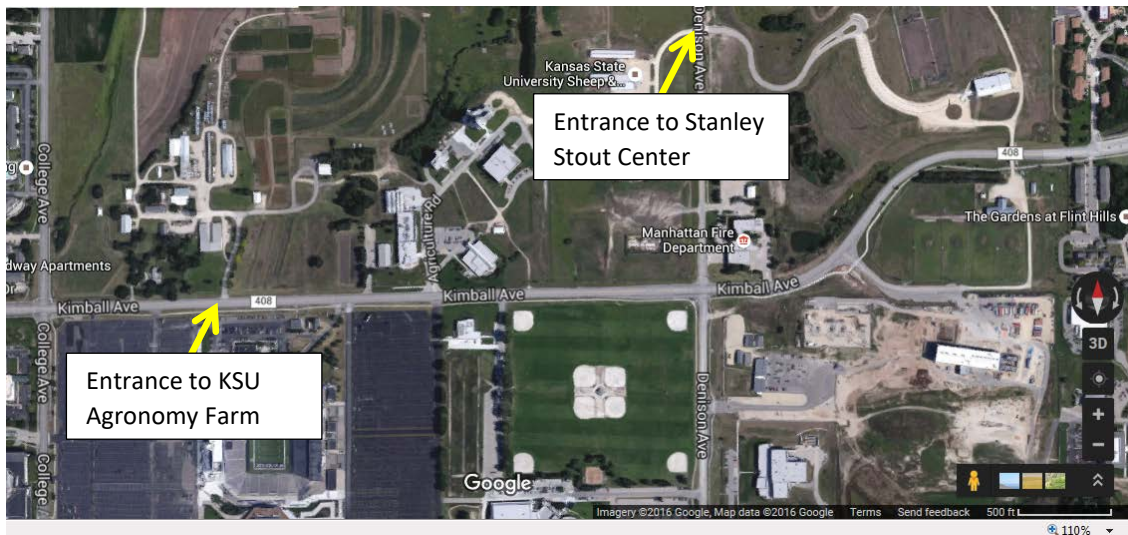 Denison Ave
Kansas State
University Sheep &...
Entrance to Stanley
Stout Center
College Ave
408
Agriculture Rd
The Gardens at Flint Hills
Manhattan Fire
Department
dway Apartments
Kimball Ave
408
Kimball Ave
Kimball Ave
3D
College Ave
Entrance to KSU
Agronomy Farm
Denison Ave
College
Google
Imagery ©2016 Google, Map data ©2016 Google Terms Send feedback 500 ft
110%